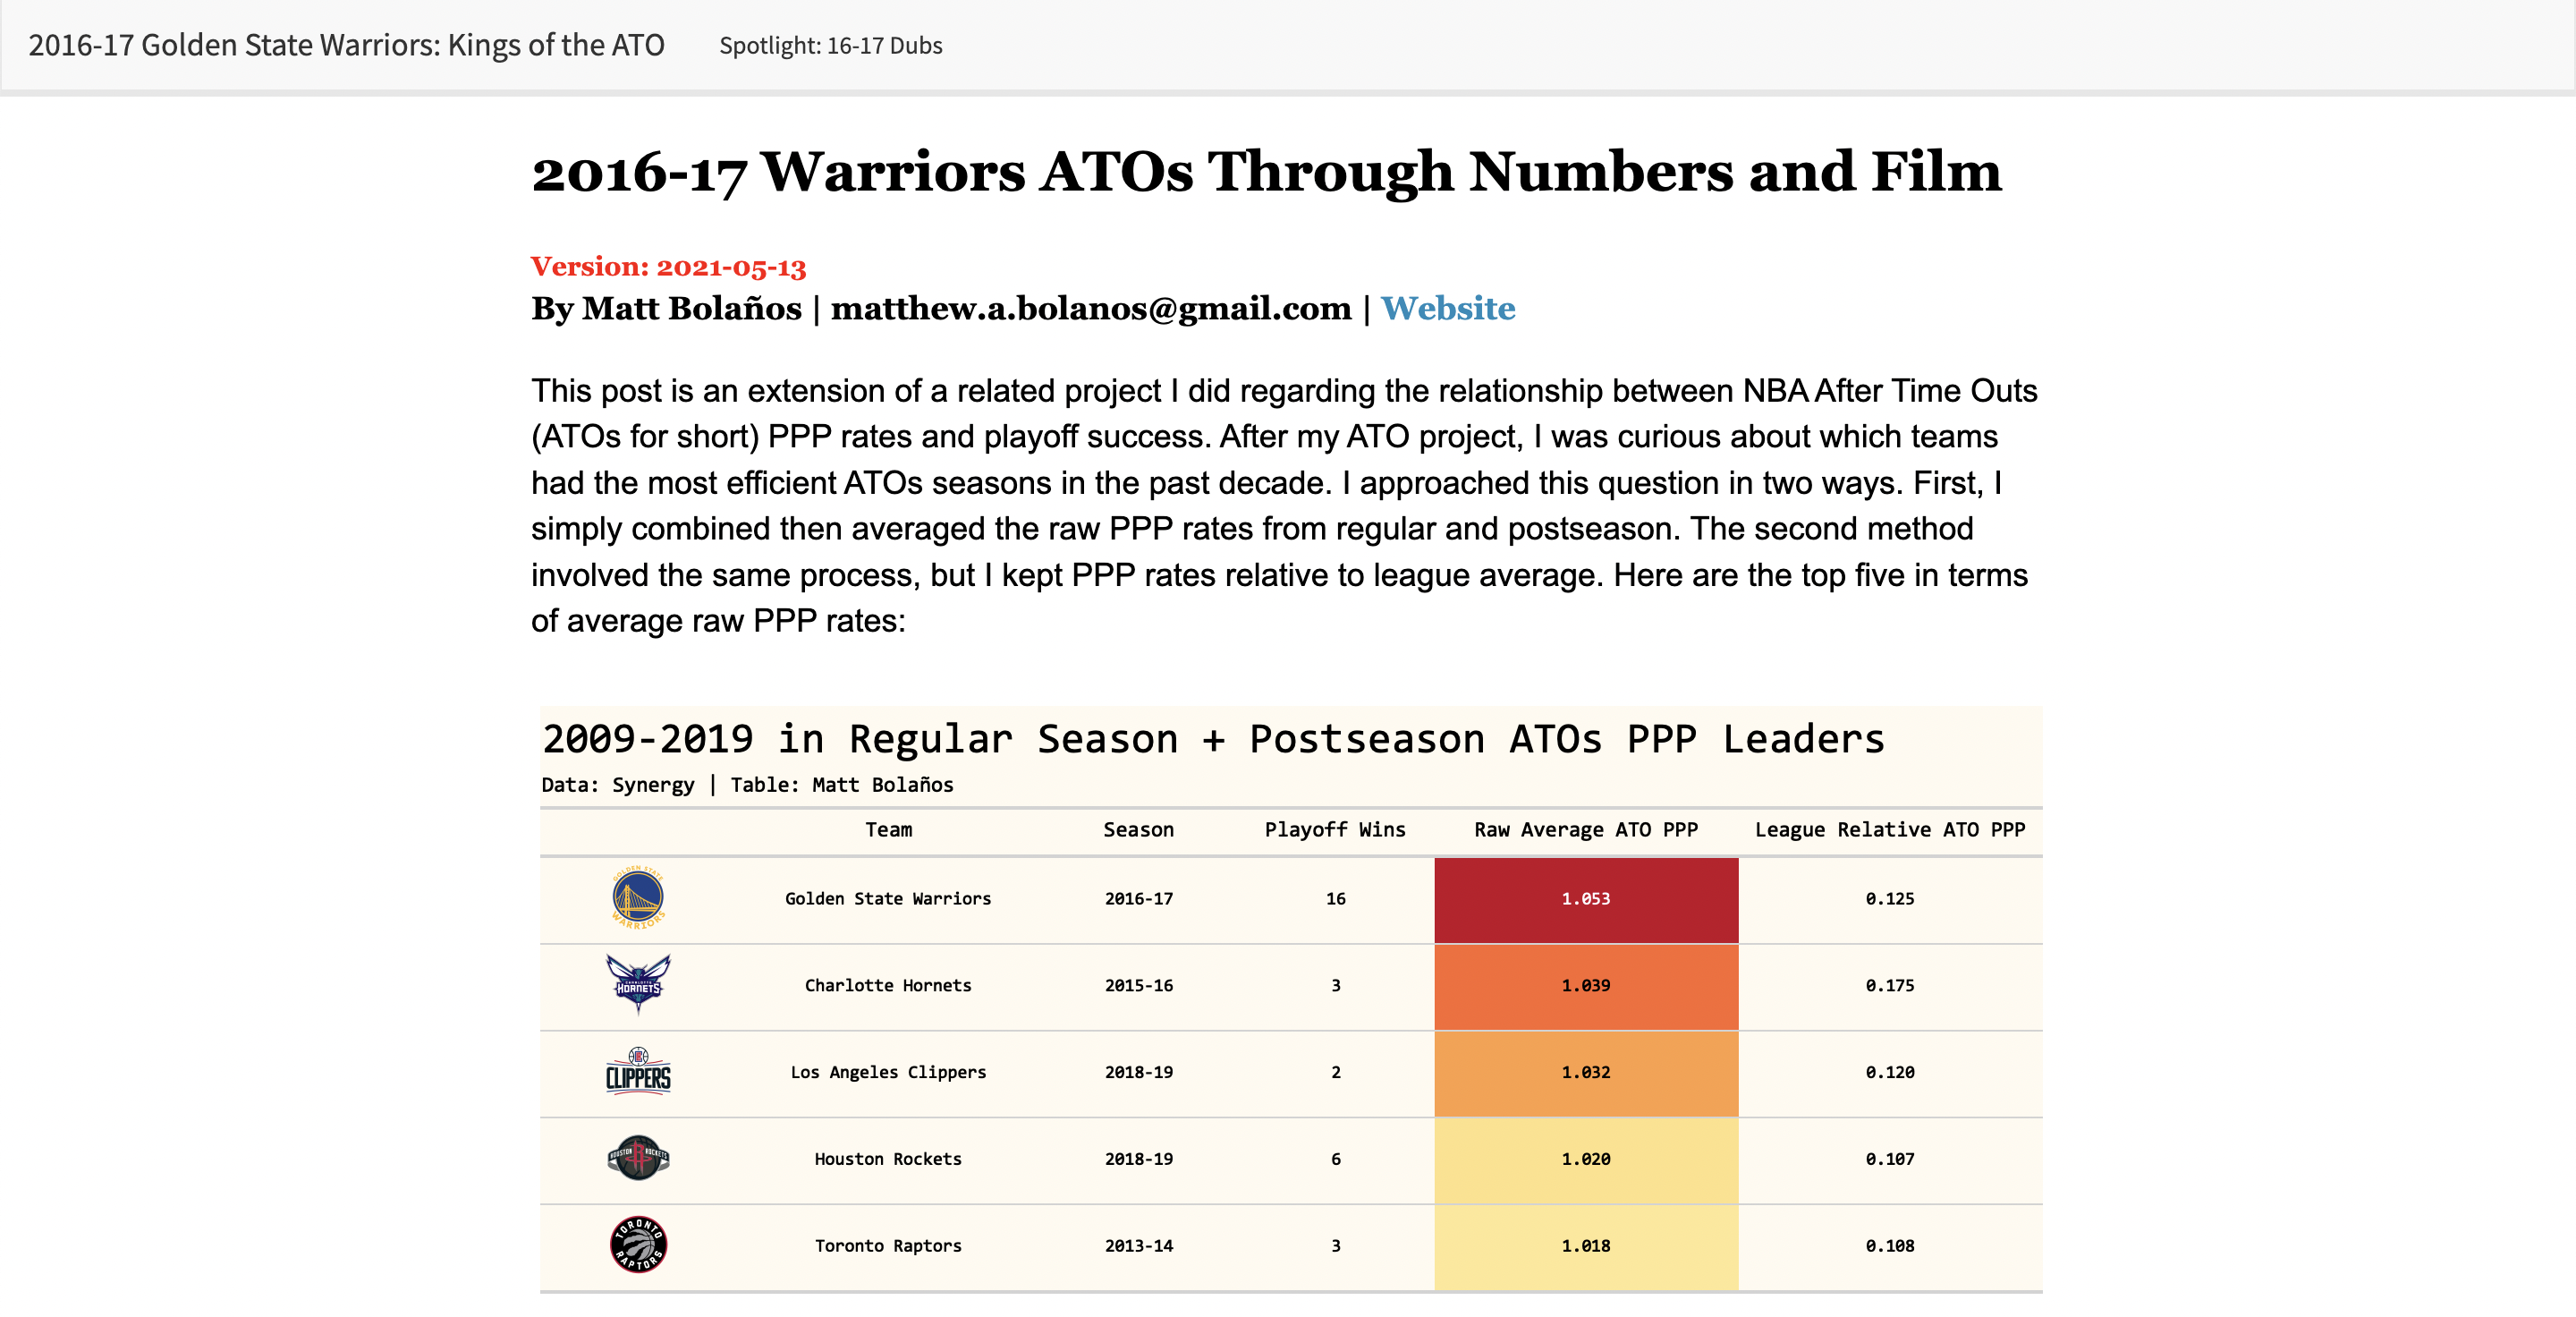 2016-17 Golden State Warriors: Kings of the ATO Spotlight: 16-17 Dubs
2016-17 Warriors ATOs Through Numbers and Film
Version: 2021-05-13
By Matt Bolaños | matthew.a.bolanos@gmail.com | Website
This post is an extension of a related project I did regarding the relationship between NBA After Time Outs
(ATOs for short) PPP rates and playoff success. After my ATO project, I was curious about which teams
had the most efficient ATOs seasons in the past decade. I approached this question in two ways. First, I
simply combined then averaged the raw PPP rates from regular and postseason. The second method
involved the same process, but I kept PPP rates relative to league average. Here are the top five in terms
of average raw PPP rates:
2009-2019 in Regular Season + Postseason ATOs PPP Leaders
Data: Synergy | Table: Matt Bolaños
Team Season Playoff Wins Raw Average ATO PPP League Relative ATO PPP
GOLDEN STATE WARRIORS Golden State Warriors 2016-17 16 1.053 0.125
CHARLOTTE HORNETS Charlotte Hornets 2015-16 3 1.039 0.175
CLIPPERS Los Angeles Clippers 2018-19 2 1.032 0.120
HOUSTON ROCKETS Houston Rockets 2018-19 6 1.020 0.107
TORONTO RAPTORS Toronto Raptors 2013-14 3 1.018 0.108